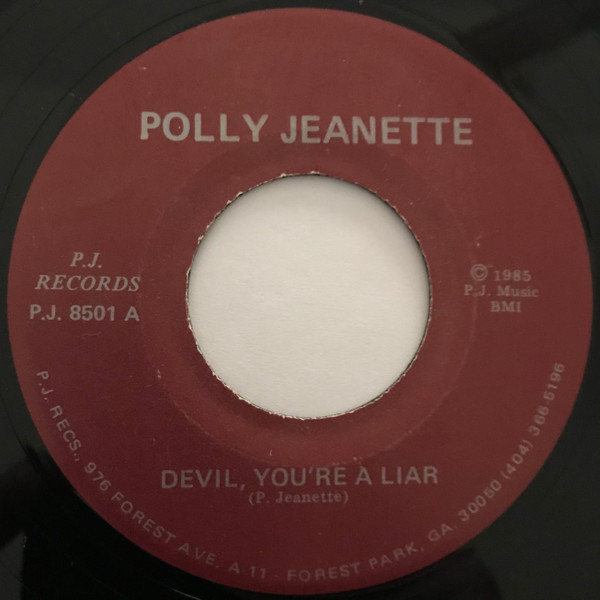 POLLY JEANETTE
P.J.
RECORDS
P.J. 8501 A
© 1985
P.J. Music
BMI
DEVIL, YOU'RE A LIAR
(P. Jeanette)
P.J. RECS., 976 FOREST AVE. A-11 - FOREST PARK, GA. 30050 (404) 366-5196